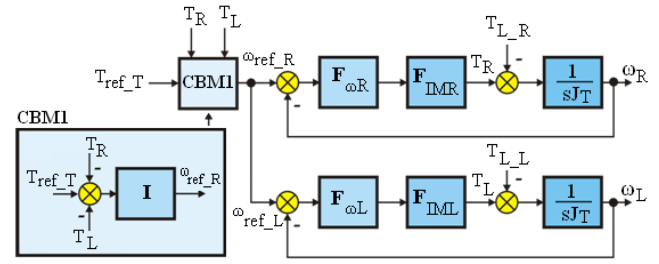 T_R
T_L
T_L_R
T_ref_T
CBM1
ω_ref_R
F_ωR
F_IMR
T_R
-
1
sJ_T
ω_R
-
CBM1
T_R
-
T_ref_T
I
ω_ref_R
-
T_L
T_L_L
ω_ref_L
F_ωL
F_IML
T_L
-
1
sJ_T
ω_L
-